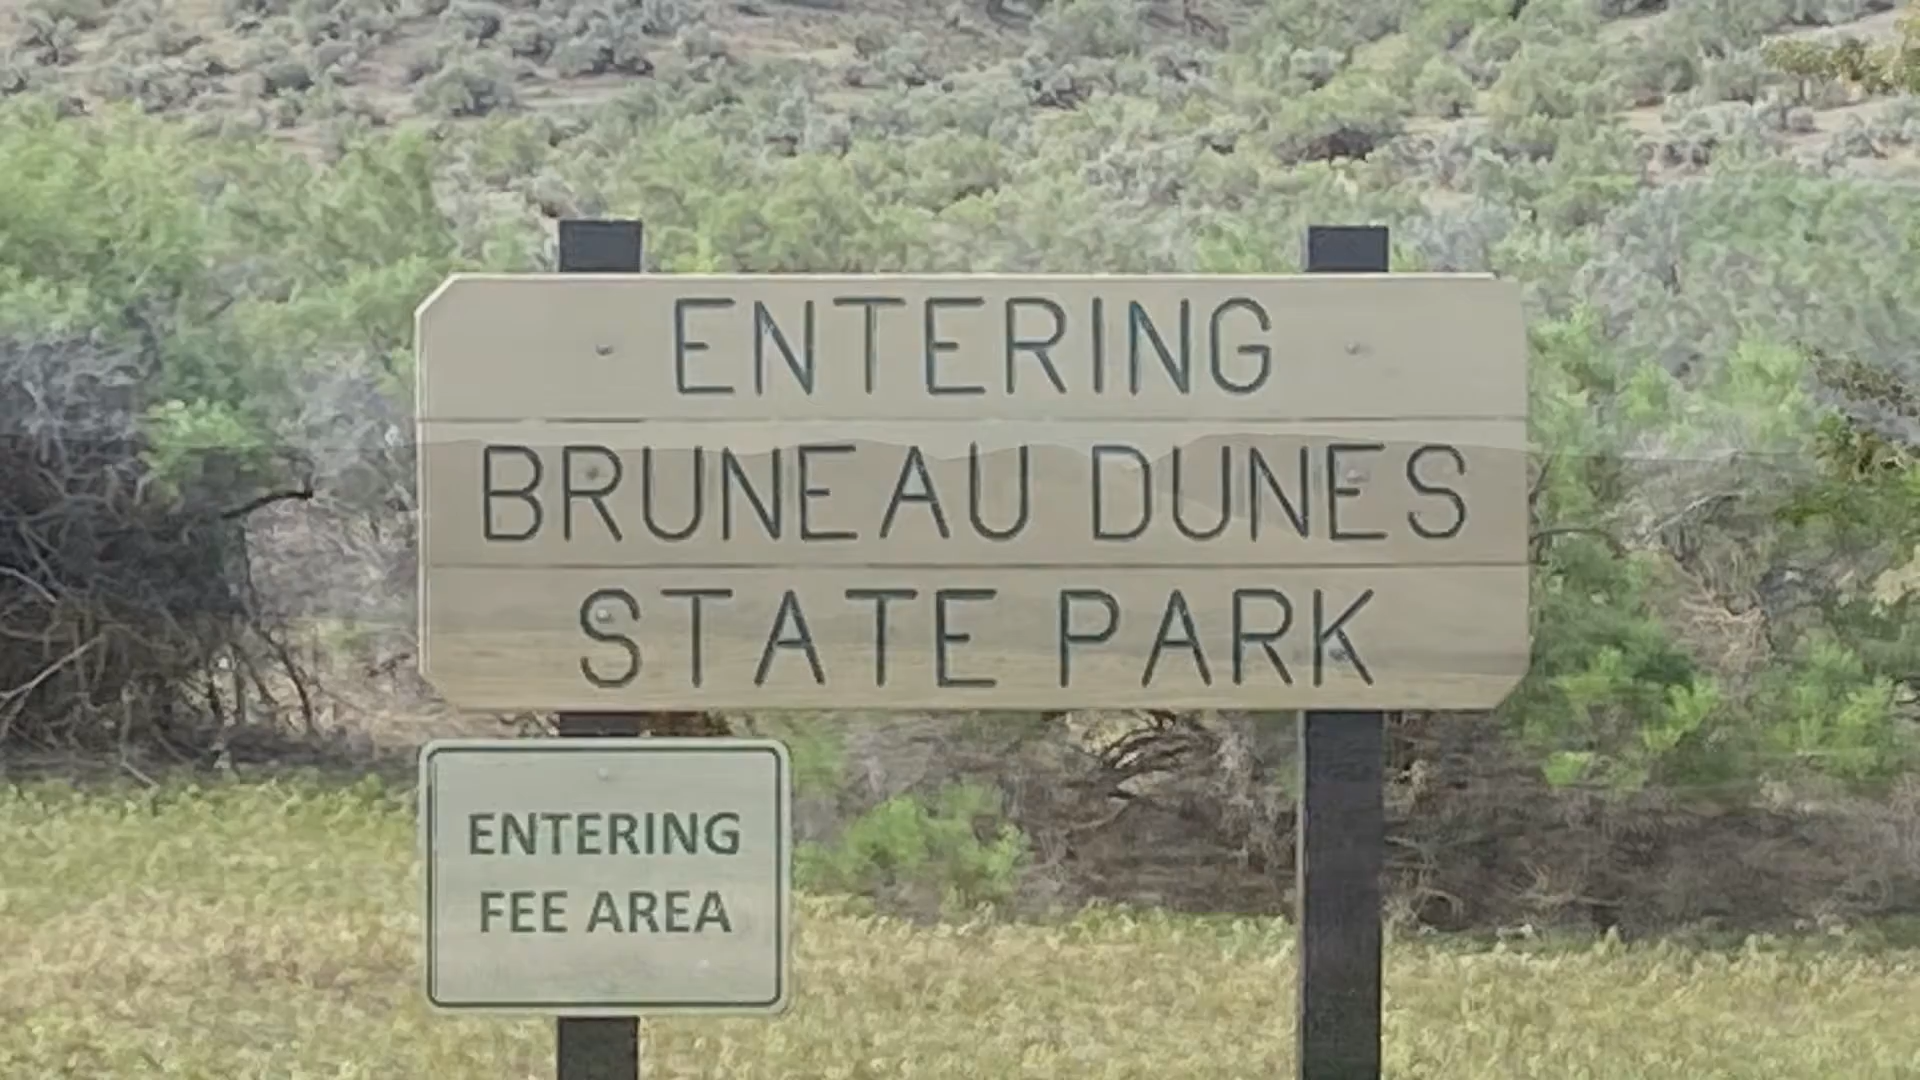 ENTERING
BRUNEAU DUNES
STATE PARK
ENTERING
FEE AREA